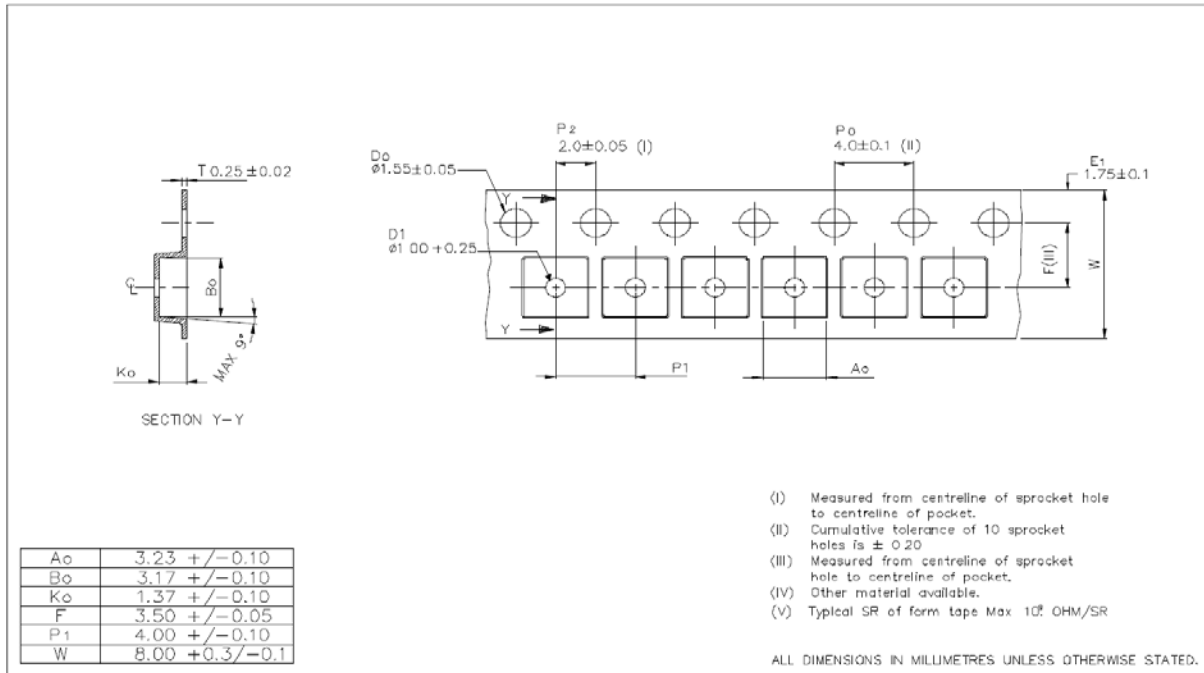 P2
2.0±0.05 (I)
Po
4.0±0.1 (II)
E1
1.75±0.1
Do
ø1.55±0.05
T 0.25±0.02
Y
D1
ø1.00 +0.25
F(III)
W
Bo
℄
Y
MAX 9°
Ko
P1
Ao
SECTION Y-Y
(I) Measured from centreline of sprocket hole
to centreline of pocket.
(II) Cumulative tolerance of 10 sprocket
holes is ± 0.20
(III) Measured from centreline of sprocket
hole to centreline of pocket.
(IV) Other material available.
(V) Typical SR of form tape Max OHM/SR
Ao 3.23 +/-0.10
Bo 3.17 +/-0.10
Ko 1.37 +/-0.10
F 3.50 +/-0.05
P1 4.00 +/-0.10
W 8.00 +0.3/-0.1
ALL DIMENSIONS IN MILLIMETRES UNLESS OTHERWISE STATED.